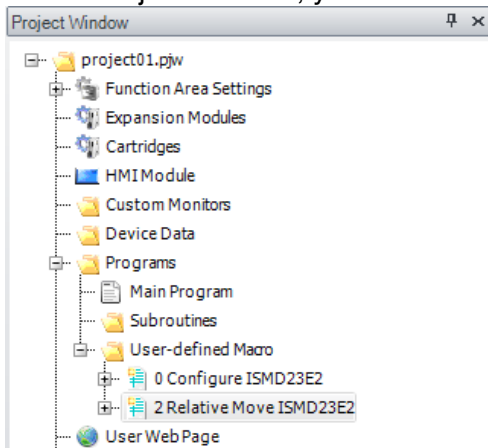 Project Window
project01.pjw
Function Area Settings
Expansion Modules
Cartridges
HMI Module
Custom Monitors
Device Data
Programs
Main Program
Subroutines
User-defined Macro
0 Configure ISMD23E2
2 Relative Move ISMD23E2
User Web Page